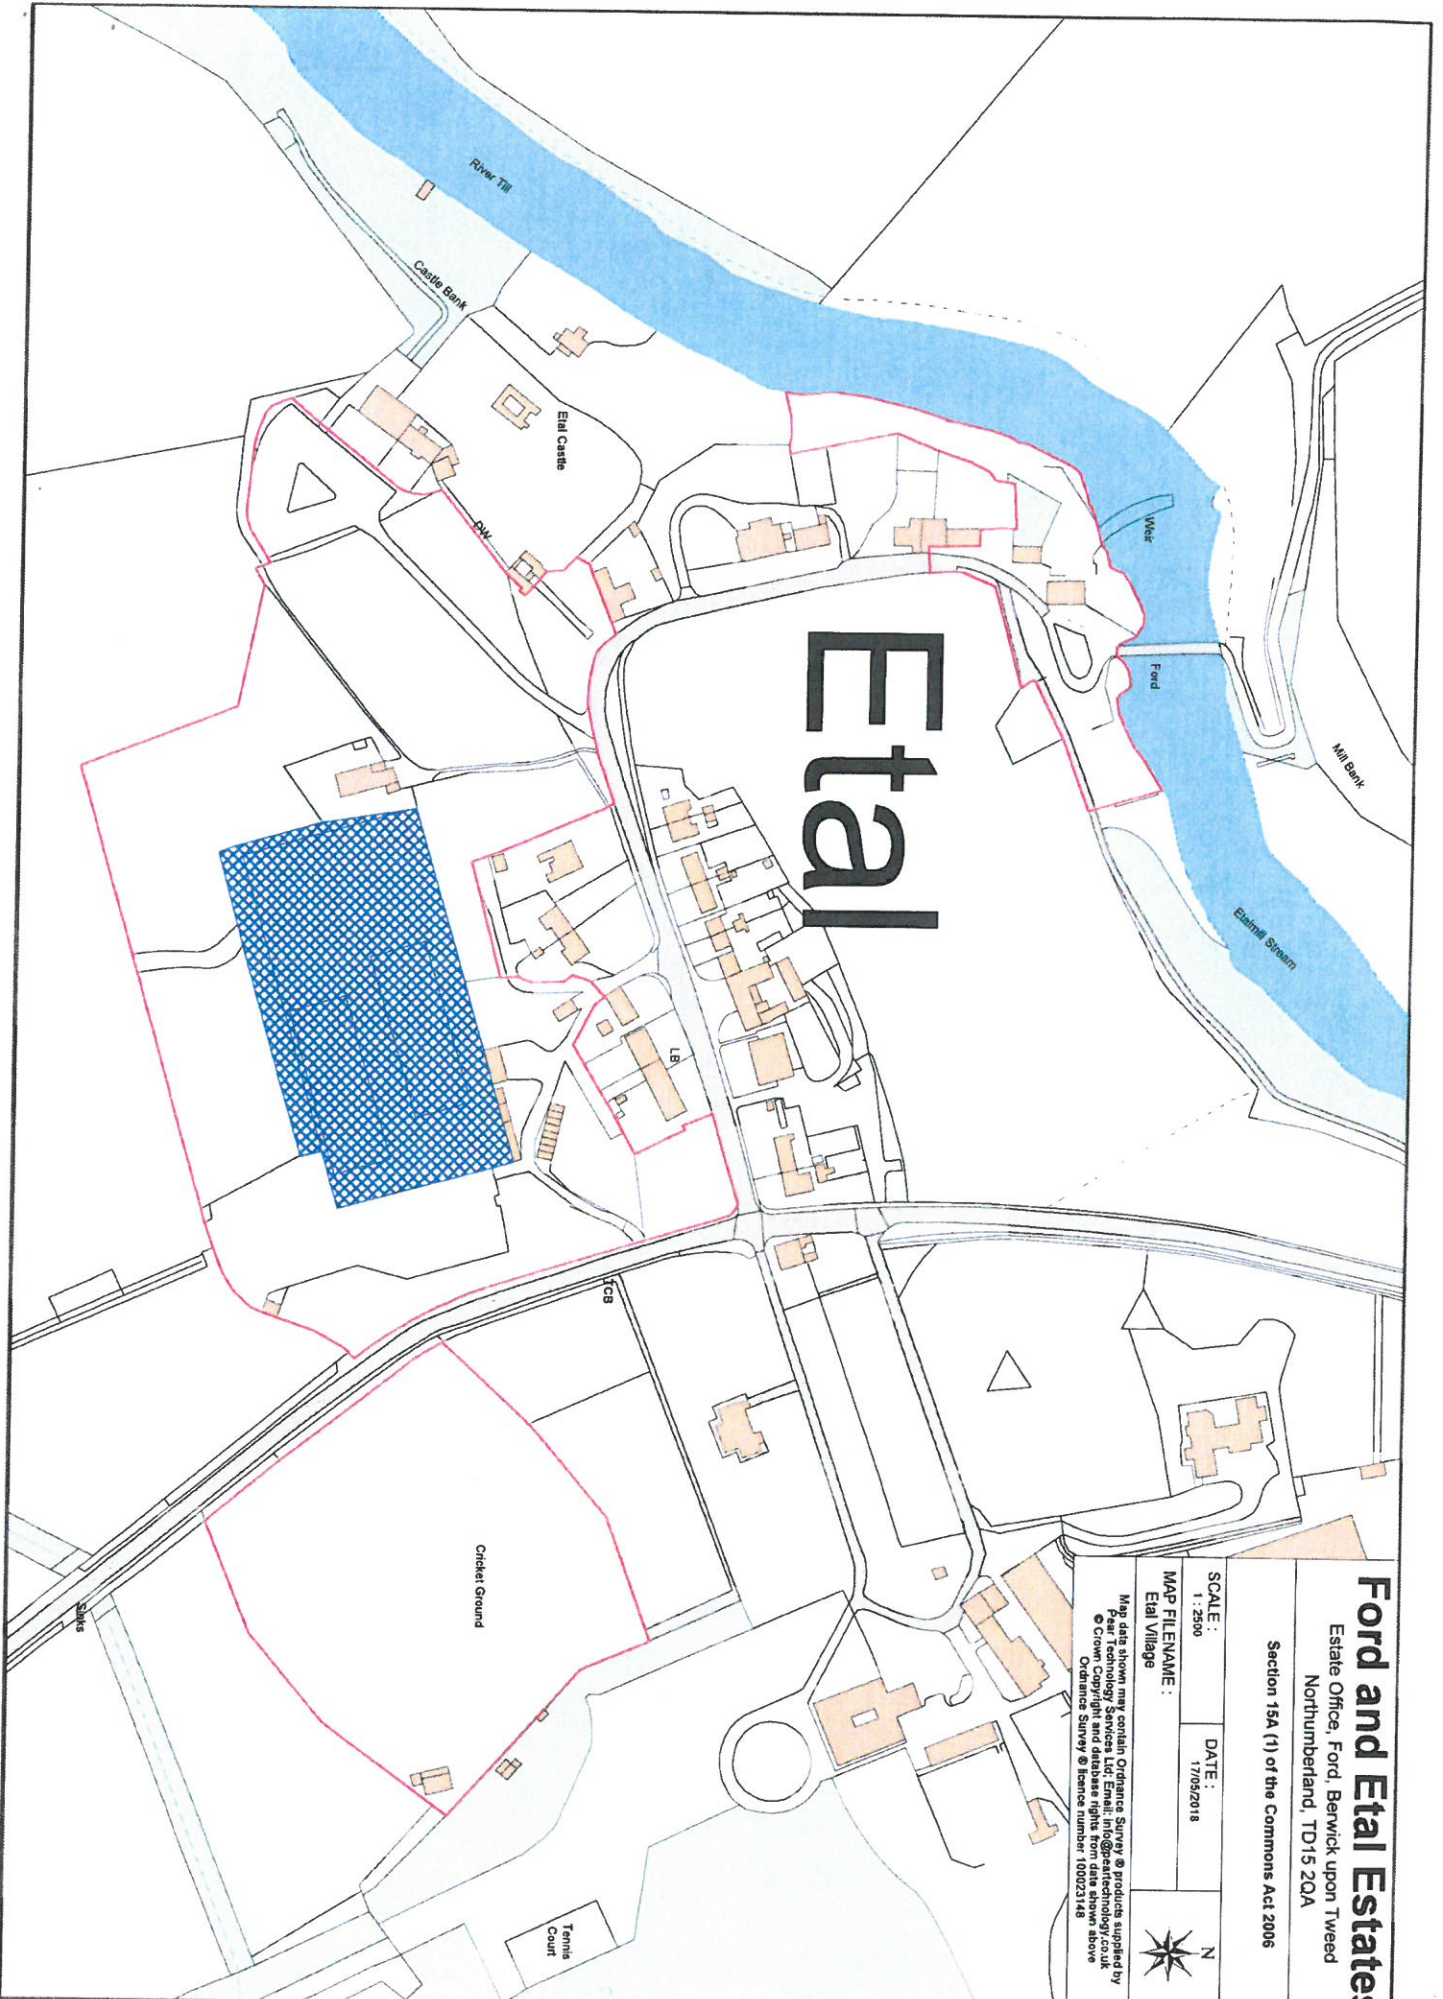 Ford and Etal Estates
Estate Office, Ford, Berwick upon Tweed
Northumberland, TD15 2QA
Section 15A (1) of the Commons Act 2006
SCALE :
1 : 2500
DATE :
17/05/2018
MAP FILENAME :
Etal Village
N
Map data shown may contain Ordnance Survey ® products supplied by
Pear Technology Services Ltd; Email: info@peartechnology.co.uk
© Crown Copyright and database rights from date shown above
Ordnance Survey ® licence number 100023148
Mill Bank
Etalmill Stream
Ford
Weir
Etal
River Till
Castle Bank
Etal Castle
PW
LB
TCB
Cricket Ground
Sinks
Tennis
Court